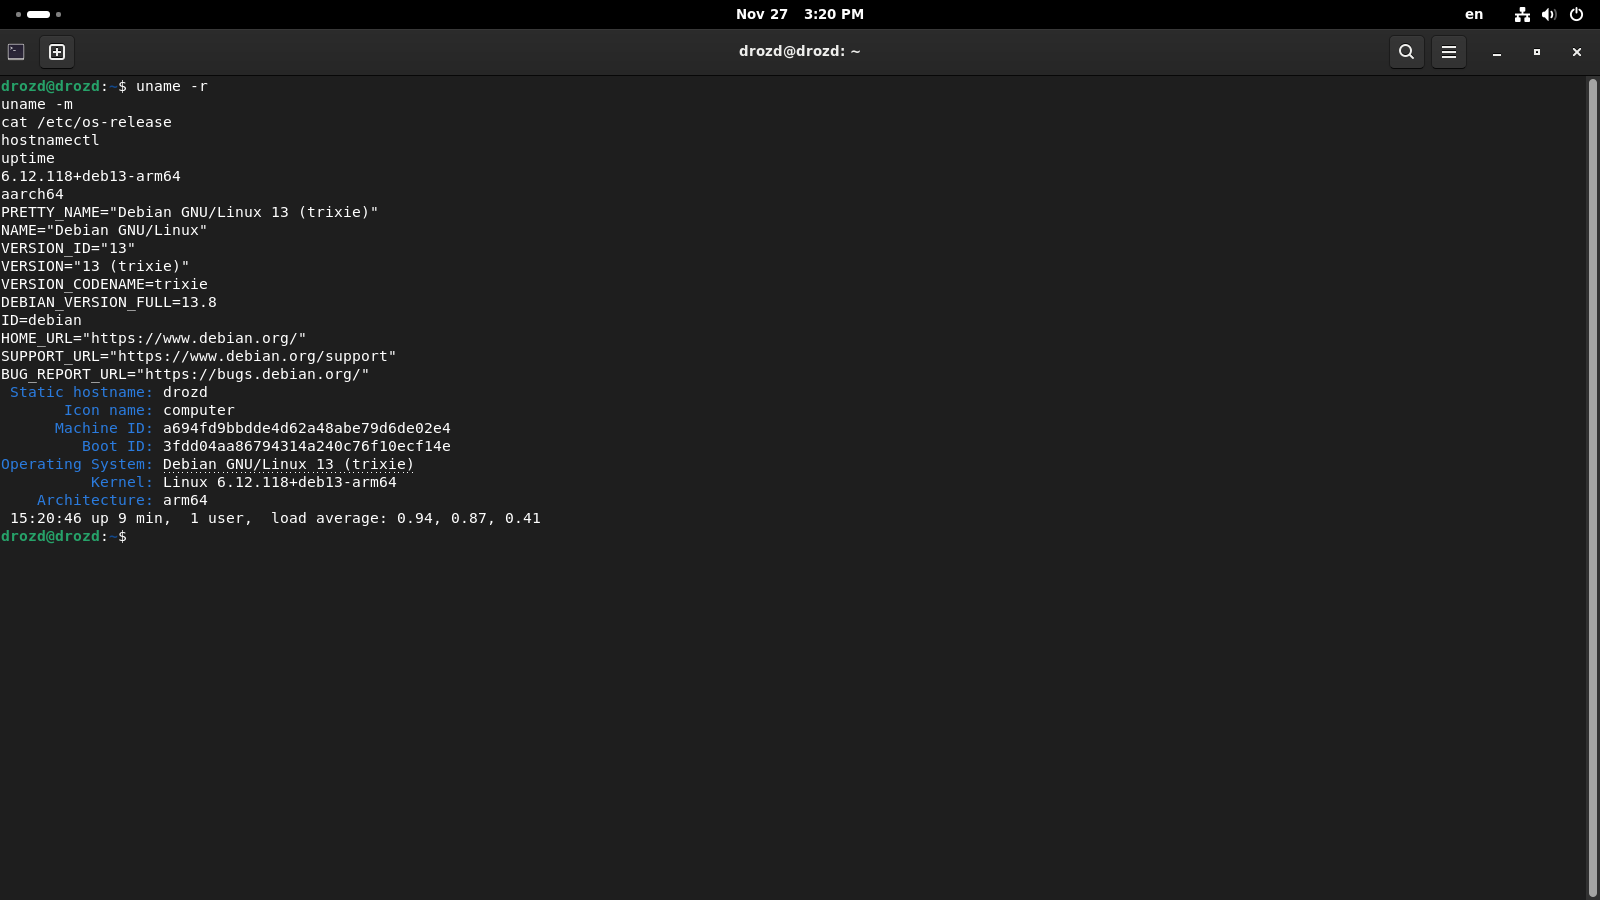 Nov 27 3:20 PM
en
drozd@drozd: ~
drozd@drozd:~$ uname -r
uname -m
cat /etc/os-release
hostnamectl
uptime
6.12.118+deb13-arm64
aarch64
PRETTY_NAME="Debian GNU/Linux 13 (trixie)"
NAME="Debian GNU/Linux"
VERSION_ID="13"
VERSION="13 (trixie)"
VERSION_CODENAME=trixie
DEBIAN_VERSION_FULL=13.8
ID=debian
HOME_URL="https://www.debian.org/"
SUPPORT_URL="https://www.debian.org/support"
BUG_REPORT_URL="https://bugs.debian.org/"
Static hostname: drozd
Icon name: computer
Machine ID: a694fd9bbdde4d62a48abe79d6de02e4
Boot ID: 3fdd04aa86794314a240c76f10ecf14e
Operating System: Debian GNU/Linux 13 (trixie)
Kernel: Linux 6.12.118+deb13-arm64
Architecture: arm64
15:20:46 up 9 min,  1 user,  load average: 0.94, 0.87, 0.41
drozd@drozd:~$